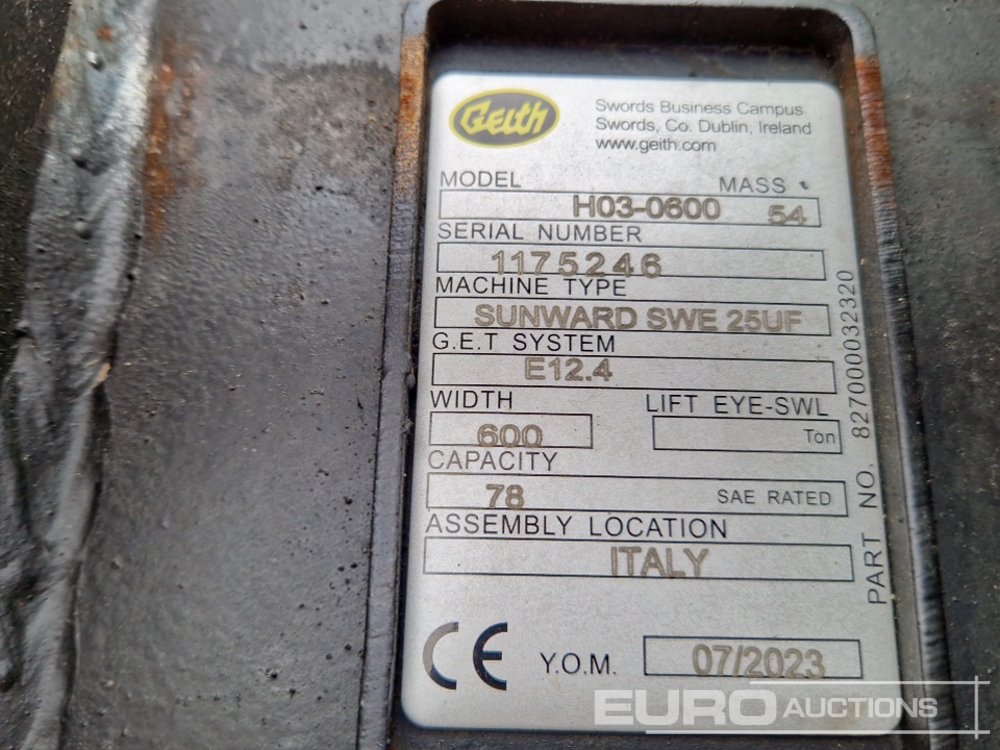 Geith
Swords Business Campus
Swords, Co. Dublin, Ireland
www.geith.com
MODEL MASS
H03-0600 54
SERIAL NUMBER
1175246
MACHINE TYPE
SUNWARD SWE 25UF
G.E.T SYSTEM
E12.4
WIDTH LIFT EYE-SWL
600 Ton
CAPACITY
78 SAE RATED
ASSEMBLY LOCATION
ITALY
CE Y.O.M. 07/2023
PART NO. 827000032320
EURO AUCTIONS